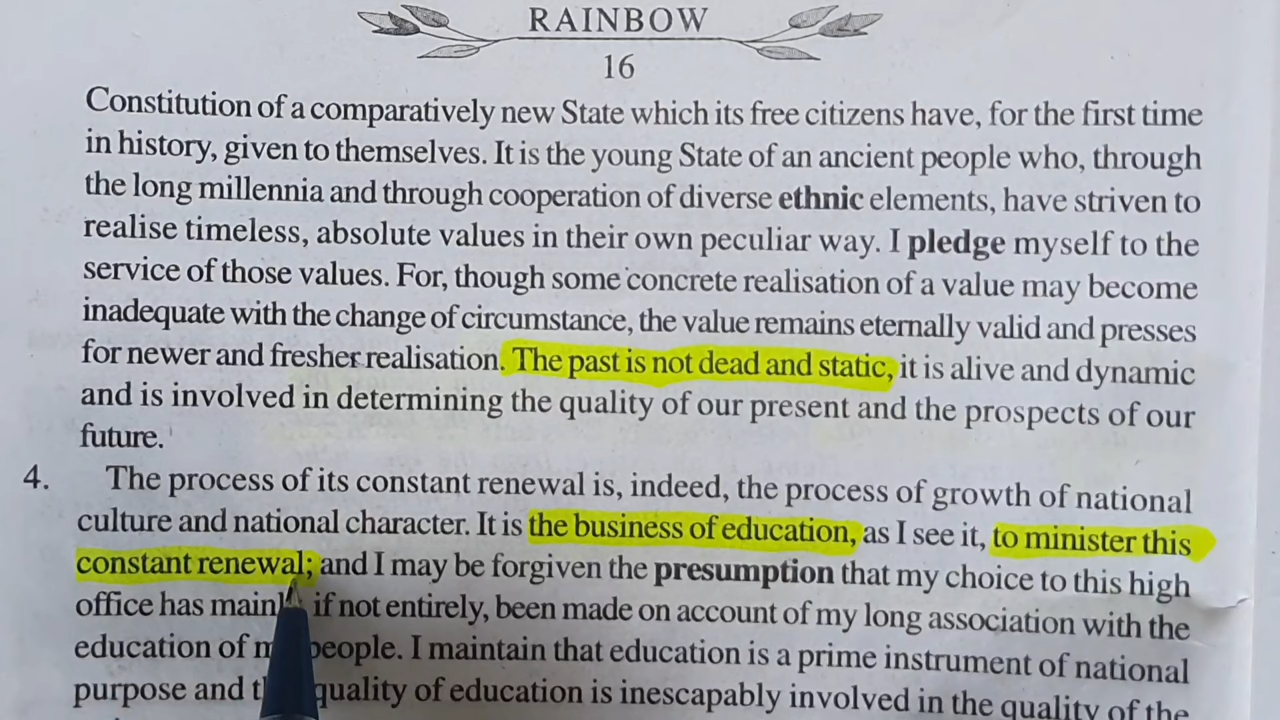 RAINBOW
16
Constitution of a comparatively new State which its free citizens have, for the first time
in history, given to themselves. It is the young State of an ancient people who, through
the long millennia and through cooperation of diverse ethnic elements, have striven to
realise timeless, absolute values in their own peculiar way. I pledge myself to the
service of those values. For, though some concrete realisation of a value may become
inadequate with the change of circumstance, the value remains eternally valid and presses
for newer and fresher realisation. The past is not dead and static, it is alive and dynamic
and is involved in determining the quality of our present and the prospects of our
future.
4. The process of its constant renewal is, indeed, the process of growth of national
culture and national character. It is the business of education, as I see it, to minister this
constant renewal; and I may be forgiven the presumption that my choice to this high
office has if not entirely, been made on account of my long association with the
education of people. I maintain that education is a prime instrument of national
purpose and quality of education is inescapably involved in the quality of the